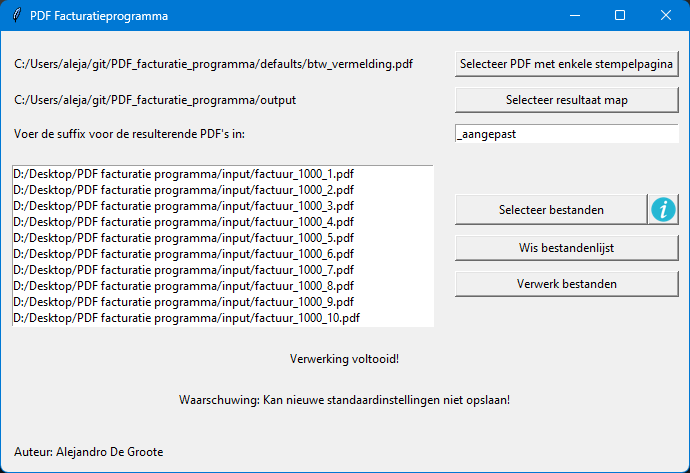 PDF Facturatieprogramma
C:/Users/aleja/git/PDF_facturatie_programma/defaults/btw_vermelding.pdf
Selecteer PDF met enkele stempelpagina
C:/Users/aleja/git/PDF_facturatie_programma/output
Selecteer resultaat map
Voer de suffix voor de resulterende PDF's in:
_aangepast
D:/Desktop/PDF facturatie programma/input/factuur_1000_1.pdf
D:/Desktop/PDF facturatie programma/input/factuur_1000_2.pdf
D:/Desktop/PDF facturatie programma/input/factuur_1000_3.pdf
D:/Desktop/PDF facturatie programma/input/factuur_1000_4.pdf
D:/Desktop/PDF facturatie programma/input/factuur_1000_5.pdf
D:/Desktop/PDF facturatie programma/input/factuur_1000_6.pdf
D:/Desktop/PDF facturatie programma/input/factuur_1000_7.pdf
D:/Desktop/PDF facturatie programma/input/factuur_1000_8.pdf
D:/Desktop/PDF facturatie programma/input/factuur_1000_9.pdf
D:/Desktop/PDF facturatie programma/input/factuur_1000_10.pdf
Selecteer bestanden
i
Wis bestandenlijst
Verwerk bestanden
Verwerking voltooid!
Waarschuwing: Kan nieuwe standaardinstellingen niet opslaan!
Auteur: Alejandro De Groote